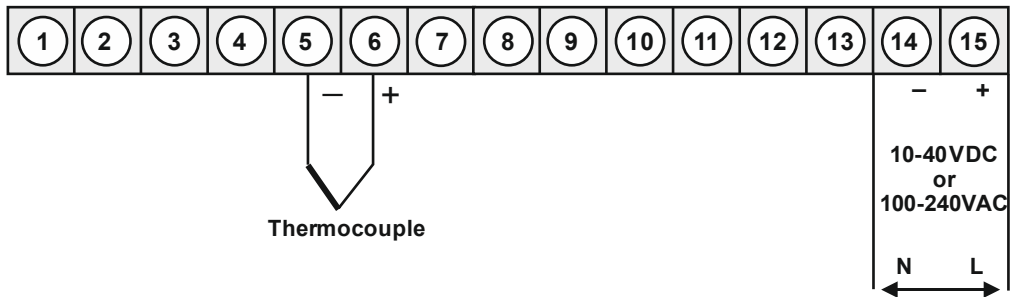 1 2 3 4 5 6 7 8 9 10 11 12 13 14 15
– + – +
10-40VDC
or
100-240VAC
Thermocouple
N L